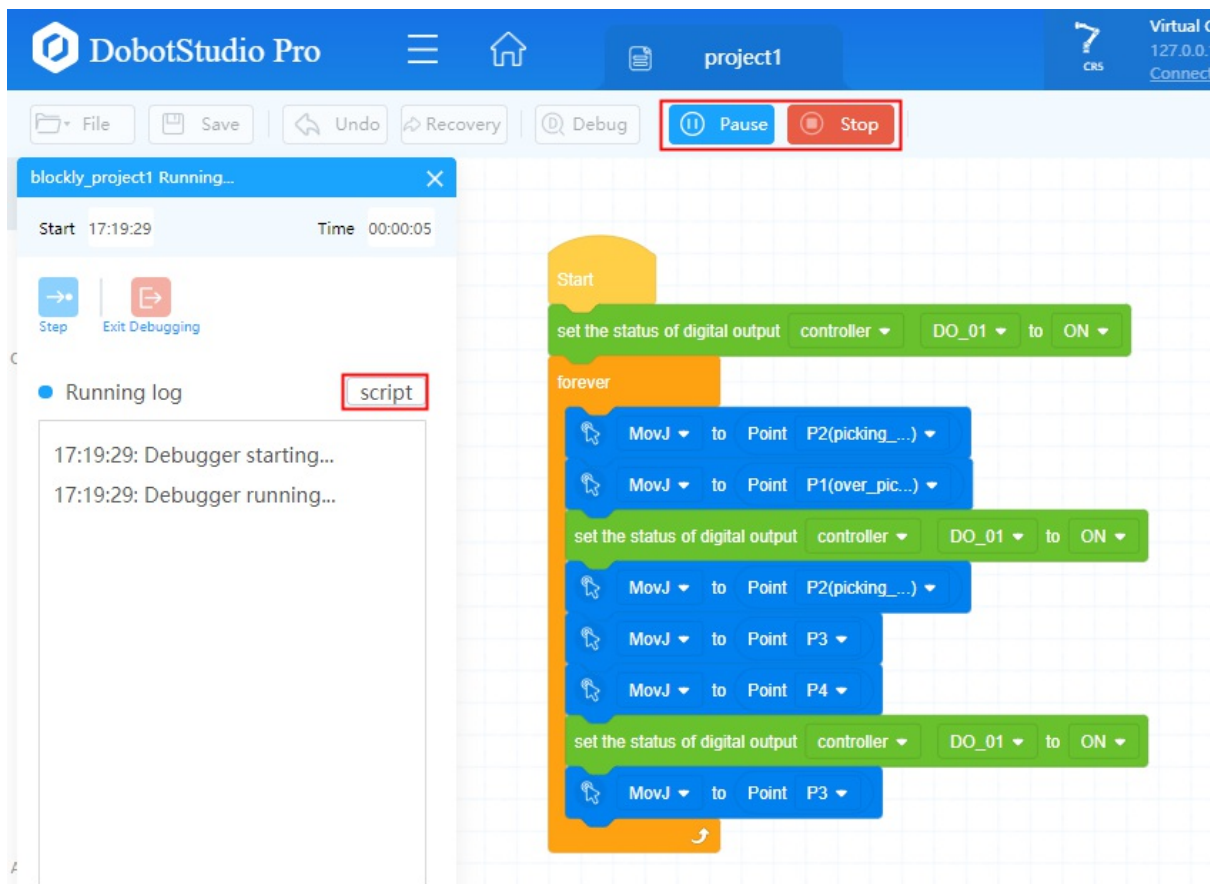 DobotStudio Pro
project1
CR5
Virtual
127.0.0.
Connect
File
Save
Undo
Recovery
Debug
Pause
Stop
blockly_project1 Running...
Start 17:19:29 Time 00:00:05
Step Exit Debugging
Running log script
17:19:29: Debugger starting...
17:19:29: Debugger running...
Start
set the status of digital output controller DO_01 to ON
forever
MovJ to Point P2(picking_...)
MovJ to Point P1(over_pic...)
set the status of digital output controller DO_01 to ON
MovJ to Point P2(picking_...)
MovJ to Point P3
MovJ to Point P4
set the status of digital output controller DO_01 to ON
MovJ to Point P3